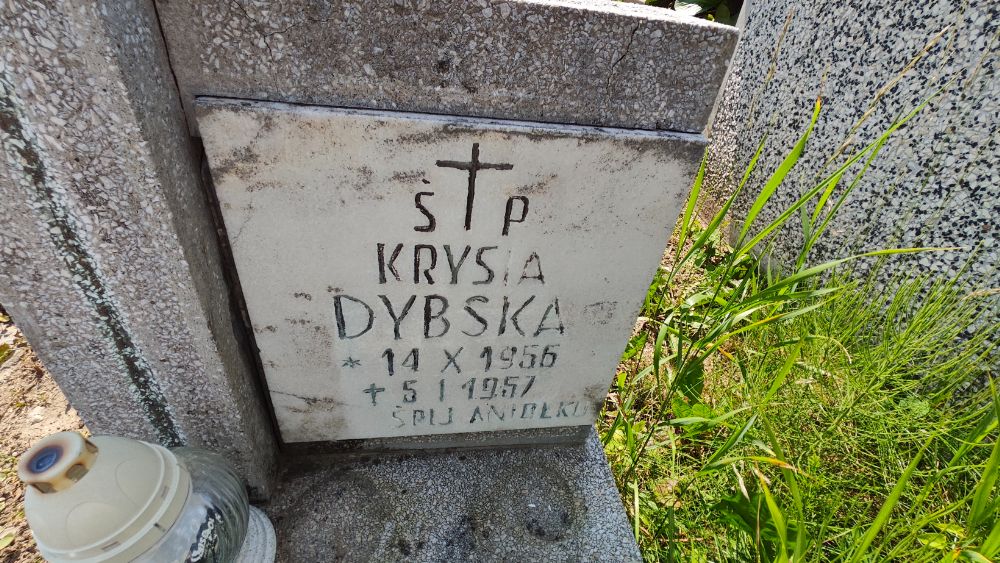 Ś P
KRYSIA
DYBSKA
* 14 X 1956
+ 5 I 1957
ŚPIJ ANIOŁKU